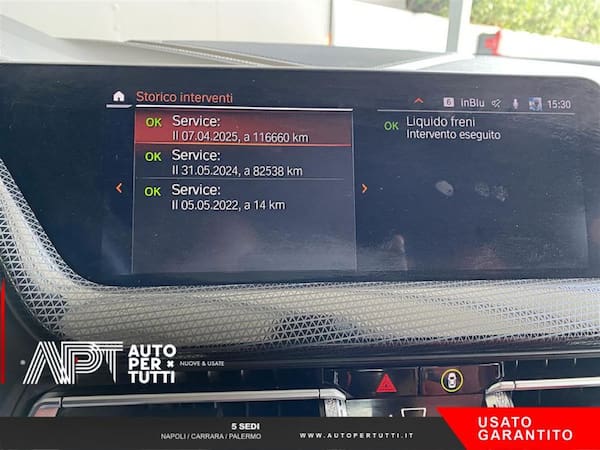 Storico interventi
6 inBlu 15:30
OK Service:
Il 07.04.2025, a 116660 km
OK Service:
Il 31.05.2024, a 82538 km
OK Service:
Il 05.05.2022, a 14 km
OK Liquido freni
Intervento eseguito
APT
AUTO
PER
TUTTI
NUOVE & USATE
5 SEDI
NAPOLI / CARRARA / PALERMO
WWW.AUTOPERTUTTI.IT
USATO
GARANTITO